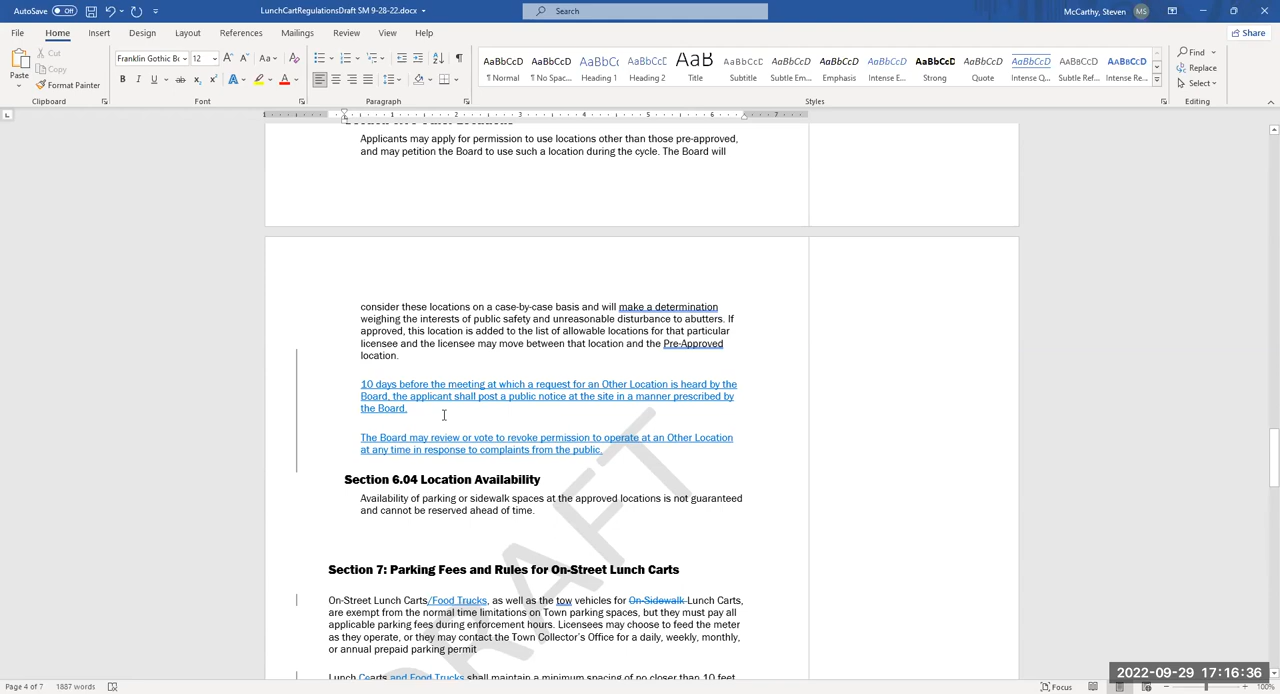 AutoSave Off
LunchCartRegulationsDraft SM 9-28-22.docx
Search
McCarthy, Steven MS
File Home Insert Design Layout References Mailings Review View Help Share
Paste
Cut
Copy
Format Painter
Clipboard
Franklin Gothic B 12
Font
Paragraph
AaBbCcD AaBbCcD AaBbCc AaBbCcD AaB AaBbCcD AaBbCcD AaBbCcD AaBbCcD AaBbCcD AaBbCcD AaBbCcD AaBbCcD AaBbCcD
¶ Normal ¶ No Spac... Heading 1 Heading 2 Title Subtitle Subtle Em... Emphasis Intense E... Strong Quote Intense Q... Subtle Ref... Intense Re...
Styles
Find
Replace
Select
Editing
Applicants may apply for permission to use locations other than those pre-approved,
and may petition the Board to use such a location during the cycle. The Board will
consider these locations on a case-by-case basis and will make a determination
weighing the interests of public safety and unreasonable disturbance to abutters. If
approved, this location is added to the list of allowable locations for that particular
licensee and the licensee may move between that location and the Pre-Approved
location.
10 days before the meeting at which a request for an Other Location is heard by the
Board, the applicant shall post a public notice at the site in a manner prescribed by
the Board.
The Board may review or vote to revoke permission to operate at an Other Location
at any time in response to complaints from the public.
Section 6.04 Location Availability
Availability of parking or sidewalk spaces at the approved locations is not guaranteed
and cannot be reserved ahead of time.
Section 7: Parking Fees and Rules for On-Street Lunch Carts
On-Street Lunch Carts/Food Trucks, as well as the tow vehicles for On-Sidewalk Lunch Carts,
are exempt from the normal time limitations on Town parking spaces, but they must pay all
applicable parking fees during enforcement hours. Licensees may choose to feed the meter
as they operate, or they may contact the Town Collector's Office for a daily, weekly, monthly,
or annual prepaid parking permit
Lunch Cearts and Food Trucks shall maintain a minimum spacing of no closer than 10 feet
DRAFT
Page 4 of 7 1887 words
Focus
100%
2022-09-29 17:16:36